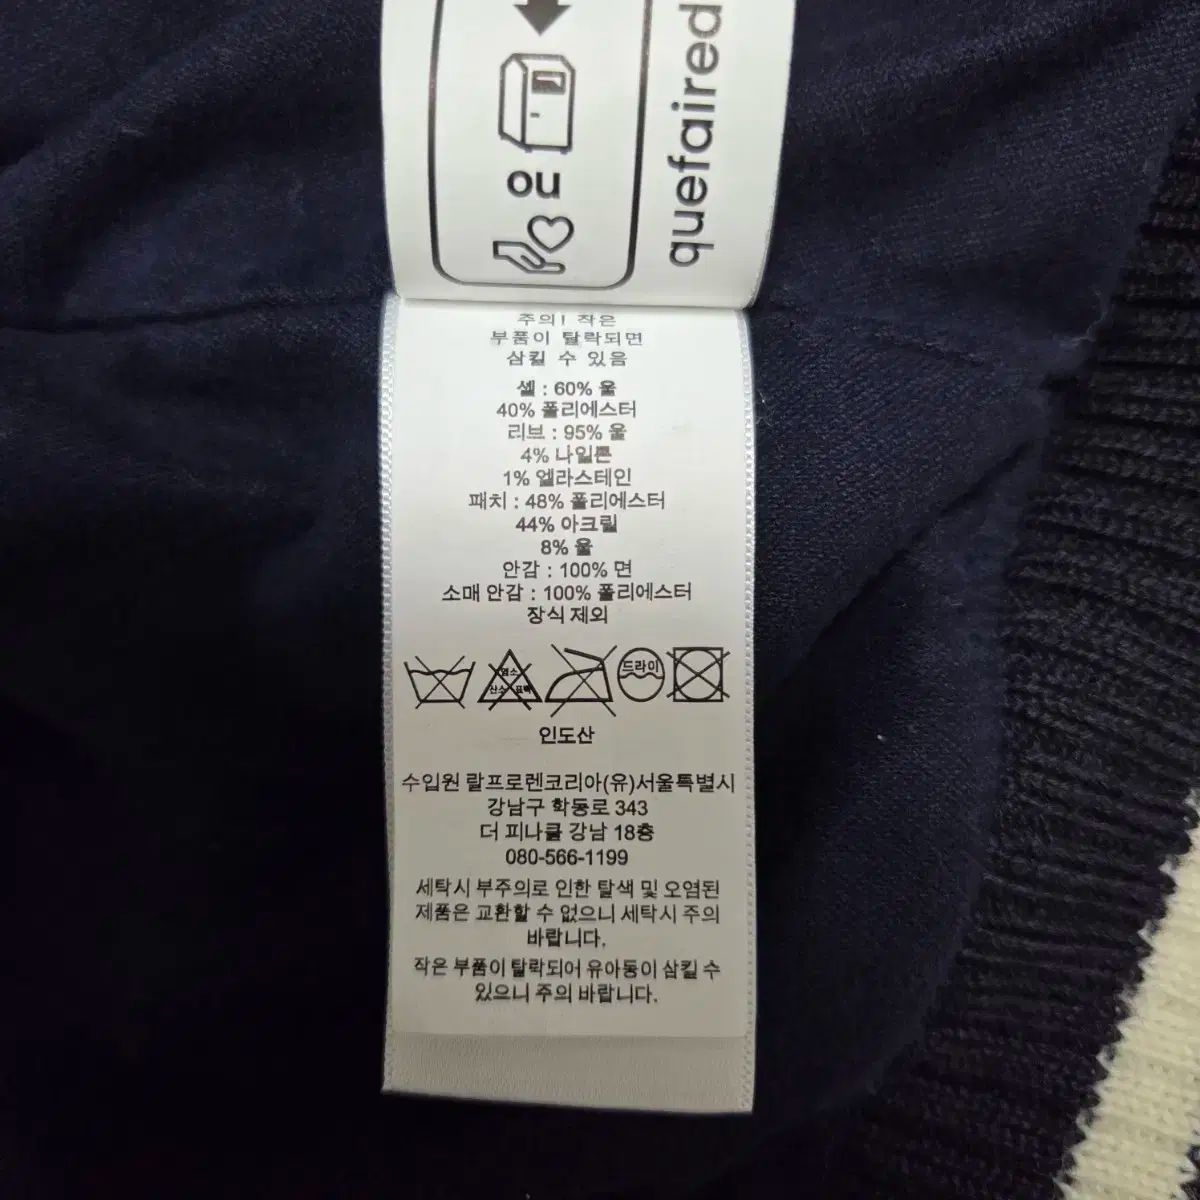 ou
quefaired
주의! 작은
부품이 탈락되면
삼킬 수 있음
셸 : 60% 울
40% 폴리에스터
리브 : 95% 울
4% 나일론
1% 엘라스테인
패치 : 48% 폴리에스터
44% 아크릴
8% 울
안감 : 100% 면
소매 안감 : 100% 폴리에스터
장식 제외
염소
산소 표백
드라이
인도산
수입원 랄프로렌코리아(유)서울특별시
강남구 학동로 343
더 피나클 강남 18층
080-566-1199
세탁시 부주의로 인한 탈색 및 오염된
제품은 교환할 수 없으니 세탁시 주의
바랍니다.
작은 부품이 탈락되어 유아동이 삼킬 수
있으니 주의 바랍니다.